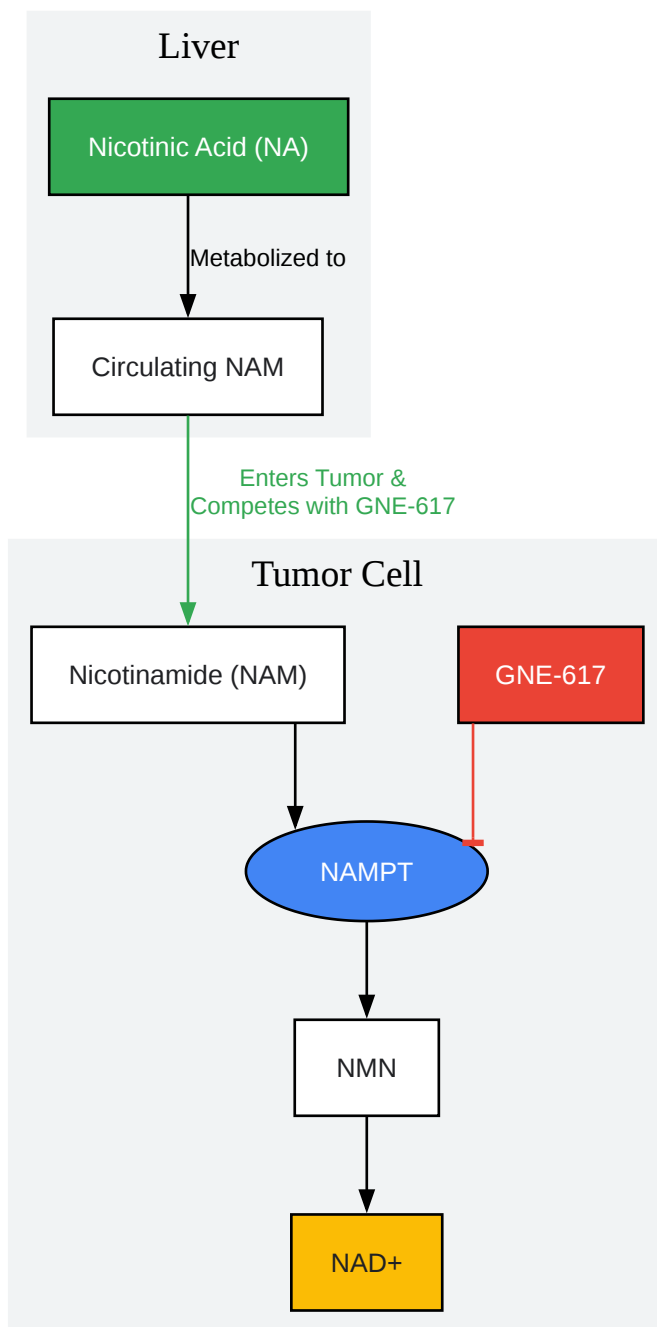 Liver
Nicotinic Acid (NA)
Metabolized to
Circulating NAM
Enters Tumor &
Competes with GNE-617
Tumor Cell
Nicotinamide (NAM)
GNE-617
NAMPT
NMN
NAD+